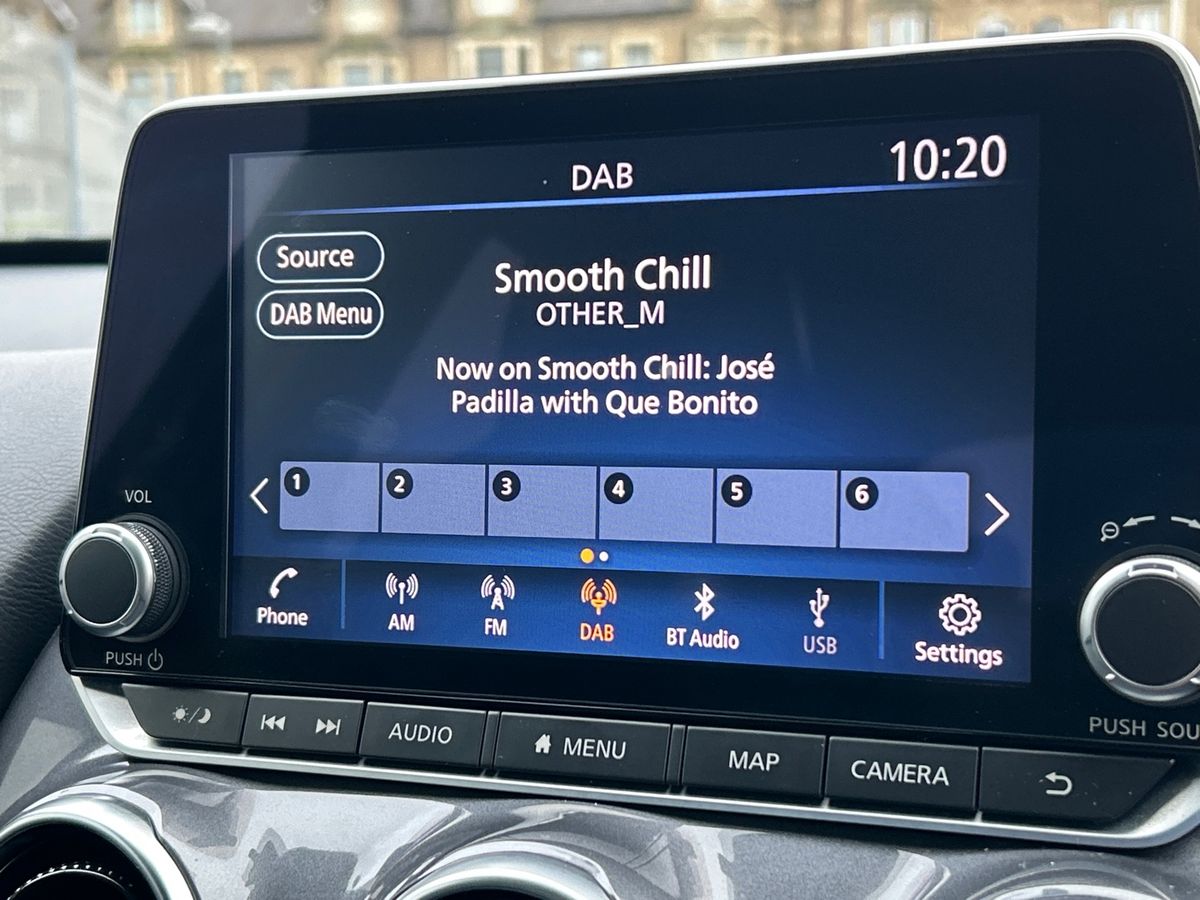 DAB
10:20
Source
DAB Menu
Smooth Chill
OTHER_M
Now on Smooth Chill: José
Padilla with Que Bonito
1 2 3 4 5 6
VOL
PUSH
Phone
AM
FM
DAB
BT Audio
USB
Settings
PUSH SOU
AUDIO
MENU
MAP
CAMERA